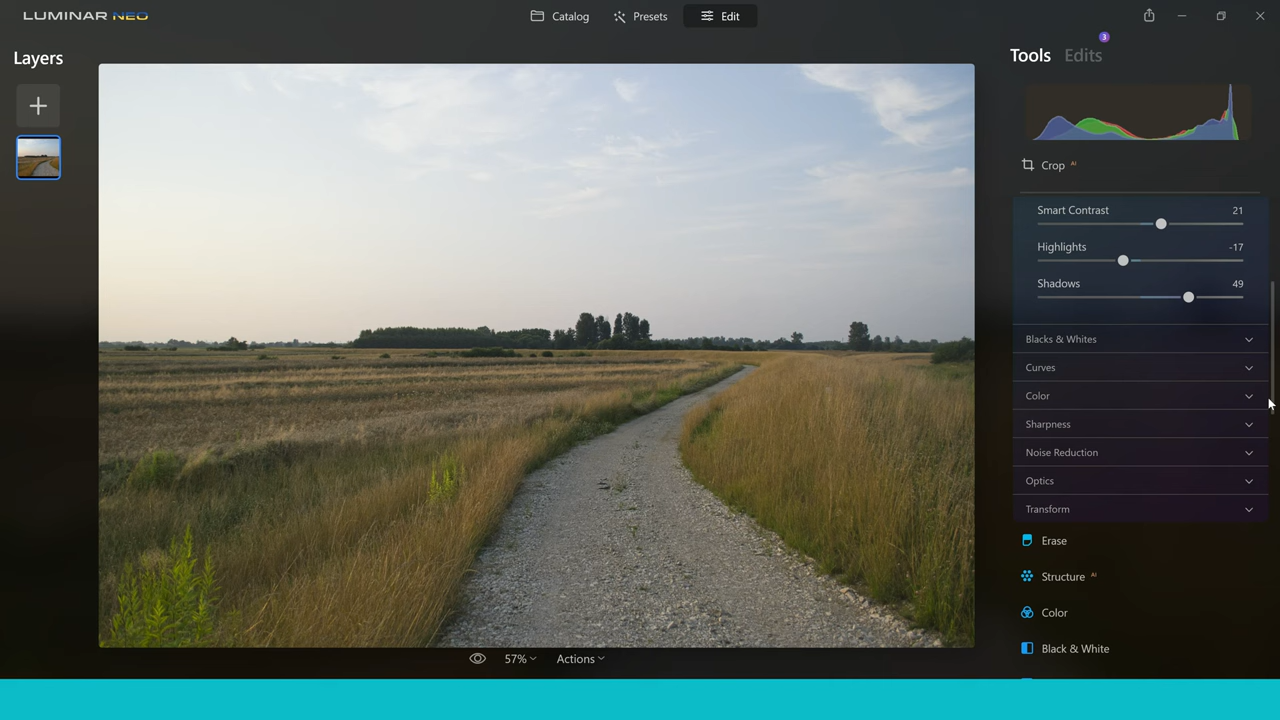 LUMINAR NEO
Catalog
Presets
Edit
Layers
3
Tools
Edits
Crop AI
Smart Contrast 21
Highlights -17
Shadows 49
Blacks & Whites
Curves
Color
Sharpness
Noise Reduction
Optics
Transform
Erase
Structure AI
Color
Black & White
57%
Actions